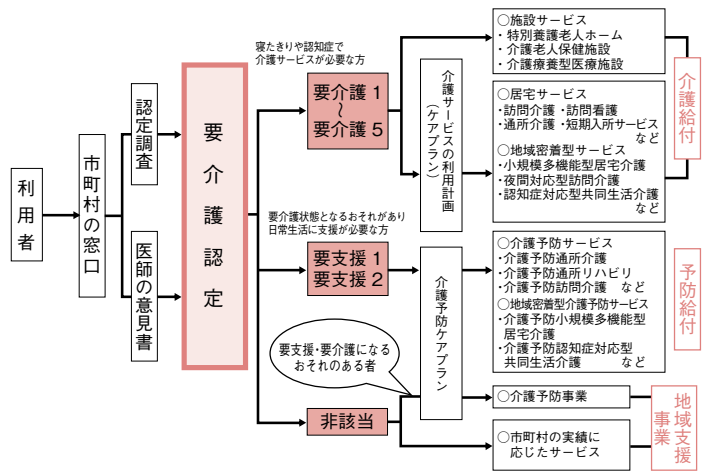 利用者
市町村の窓口
認定調査
医師の意見書
要介護認定
寝たきりや認知症で
介護サービスが必要な方
要介護1
〜
要介護5
要介護状態となるおそれがあり
日常生活に支援が必要な方
要支援1
要支援2
要支援・要介護になる
おそれのある者
非該当
介護サービスの利用計画
(ケアプラン)
介護予防ケアプラン
○施設サービス
・特別養護老人ホーム
・介護老人保健施設
・介護療養型医療施設
○居宅サービス
・訪問介護・訪問看護
・通所介護・短期入所サービス
など
○地域密着型サービス
・小規模多機能型居宅介護
・夜間対応型訪問介護
・認知症対応型共同生活介護
など
介護給付
○介護予防サービス
・介護予防通所介護
・介護予防通所リハビリ
・介護予防訪問介護 など
○地域密着型介護予防サービス
・介護予防小規模多機能型
居宅介護
・介護予防認知症対応型
共同生活介護 など
予防給付
○介護予防事業
○市町村の実績に
応じたサービス
地域支援
事業